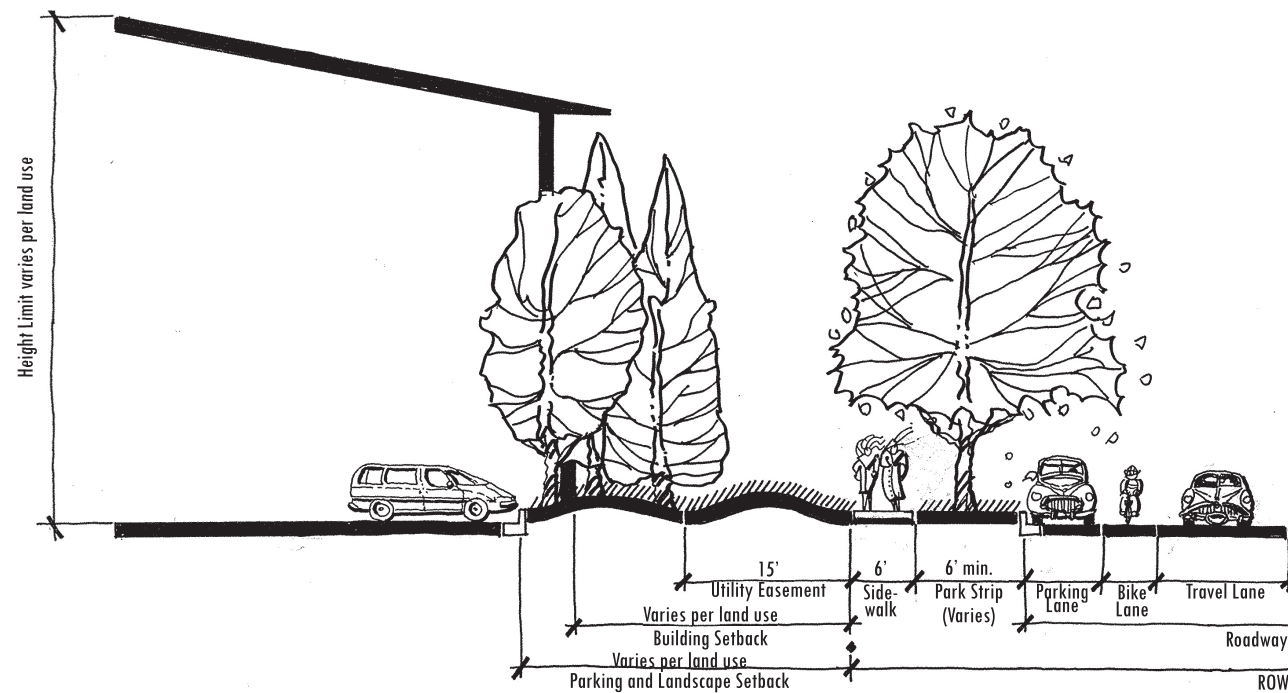 Height Limit varies per land use
15'
Utility Easement
6'
Side-
walk
6' min.
Park Strip
(Varies)
Parking
Lane
Bike
Lane
Travel Lane
Varies per land use
Building Setback
Roadway
Varies per land use
Parking and Landscape Setback
ROW